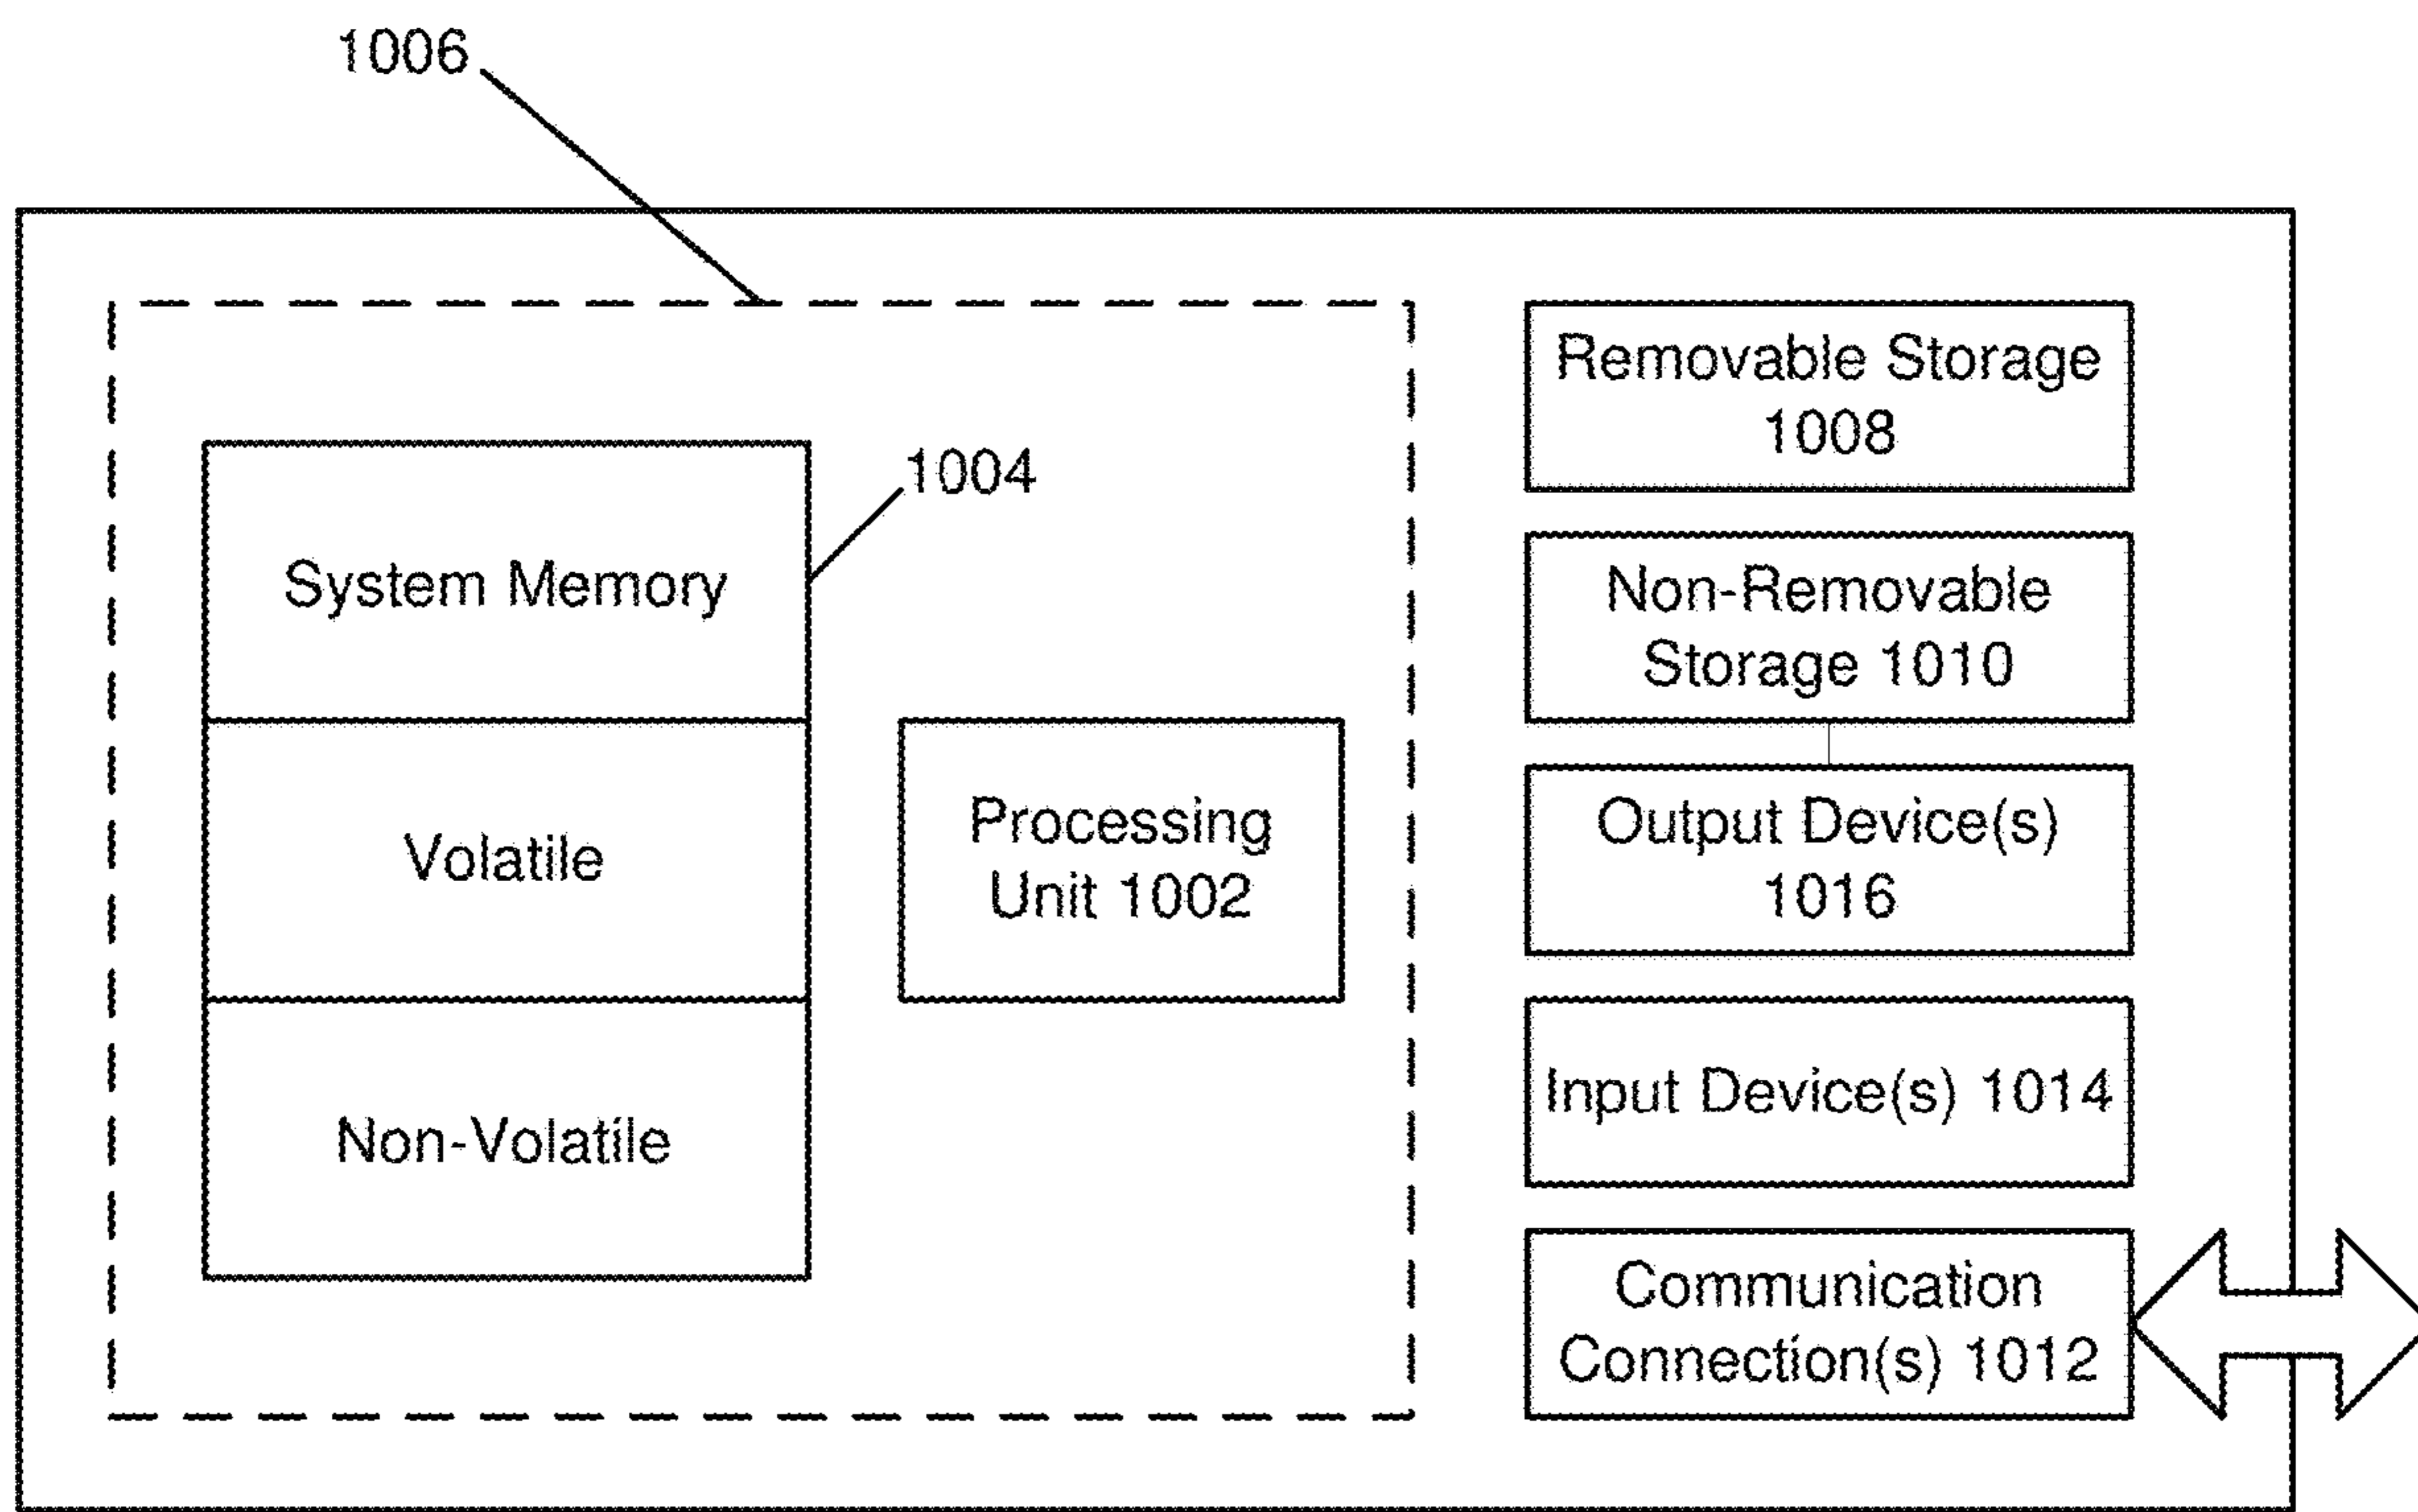 1006
1004
System Memory
Volatile
Non-Volatile
Processing
Unit 1002
Removable Storage
1008
Non-Removable
Storage 1010
Output Device(s)
1016
Input Device(s) 1014
Communication
Connection(s) 1012